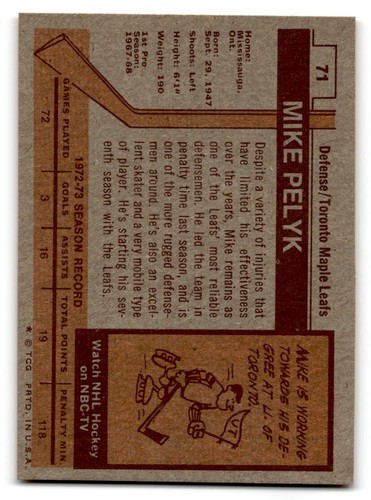 71
Defense/Toronto Maple Leafs
MIKE PELYK
Home:
Mississauga,
Ont.
Born:
Sept. 29, 1947
Shoots: Left
Height: 6'1"
Weight: 190
1st Pro
Season:
1967-68
Despite a variety of injuries that
have limited his effectiveness
over the years, Mike remains as
one of the Leafs' most reliable
defensemen. He led the team in
penalty time last season, and is
one of the more rugged defense-
men around. He's also an excel-
lent skater and a very mobile type
of player. He's starting his sev-
enth season with the Leafs.
MIKE IS WORKING
TOWARDS HIS DE-
GREE AT U. OF
TORONTO.
UT
Watch NHL Hockey
on NBC-TV
1972-73 SEASON RECORD
GAMES PLAYED GOALS ASSISTS TOTAL POINTS PENALTY MIN.
72 3 16 19 118
* © TCG PRTD. IN U.S.A.